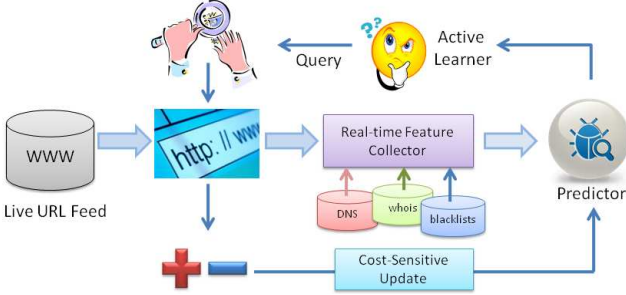 ??
Active
Learner
Query
WWW
http: // www
Real-time Feature
Collector
DNS
whois
blacklists
Predictor
Live URL Feed
Cost-Sensitive
Update